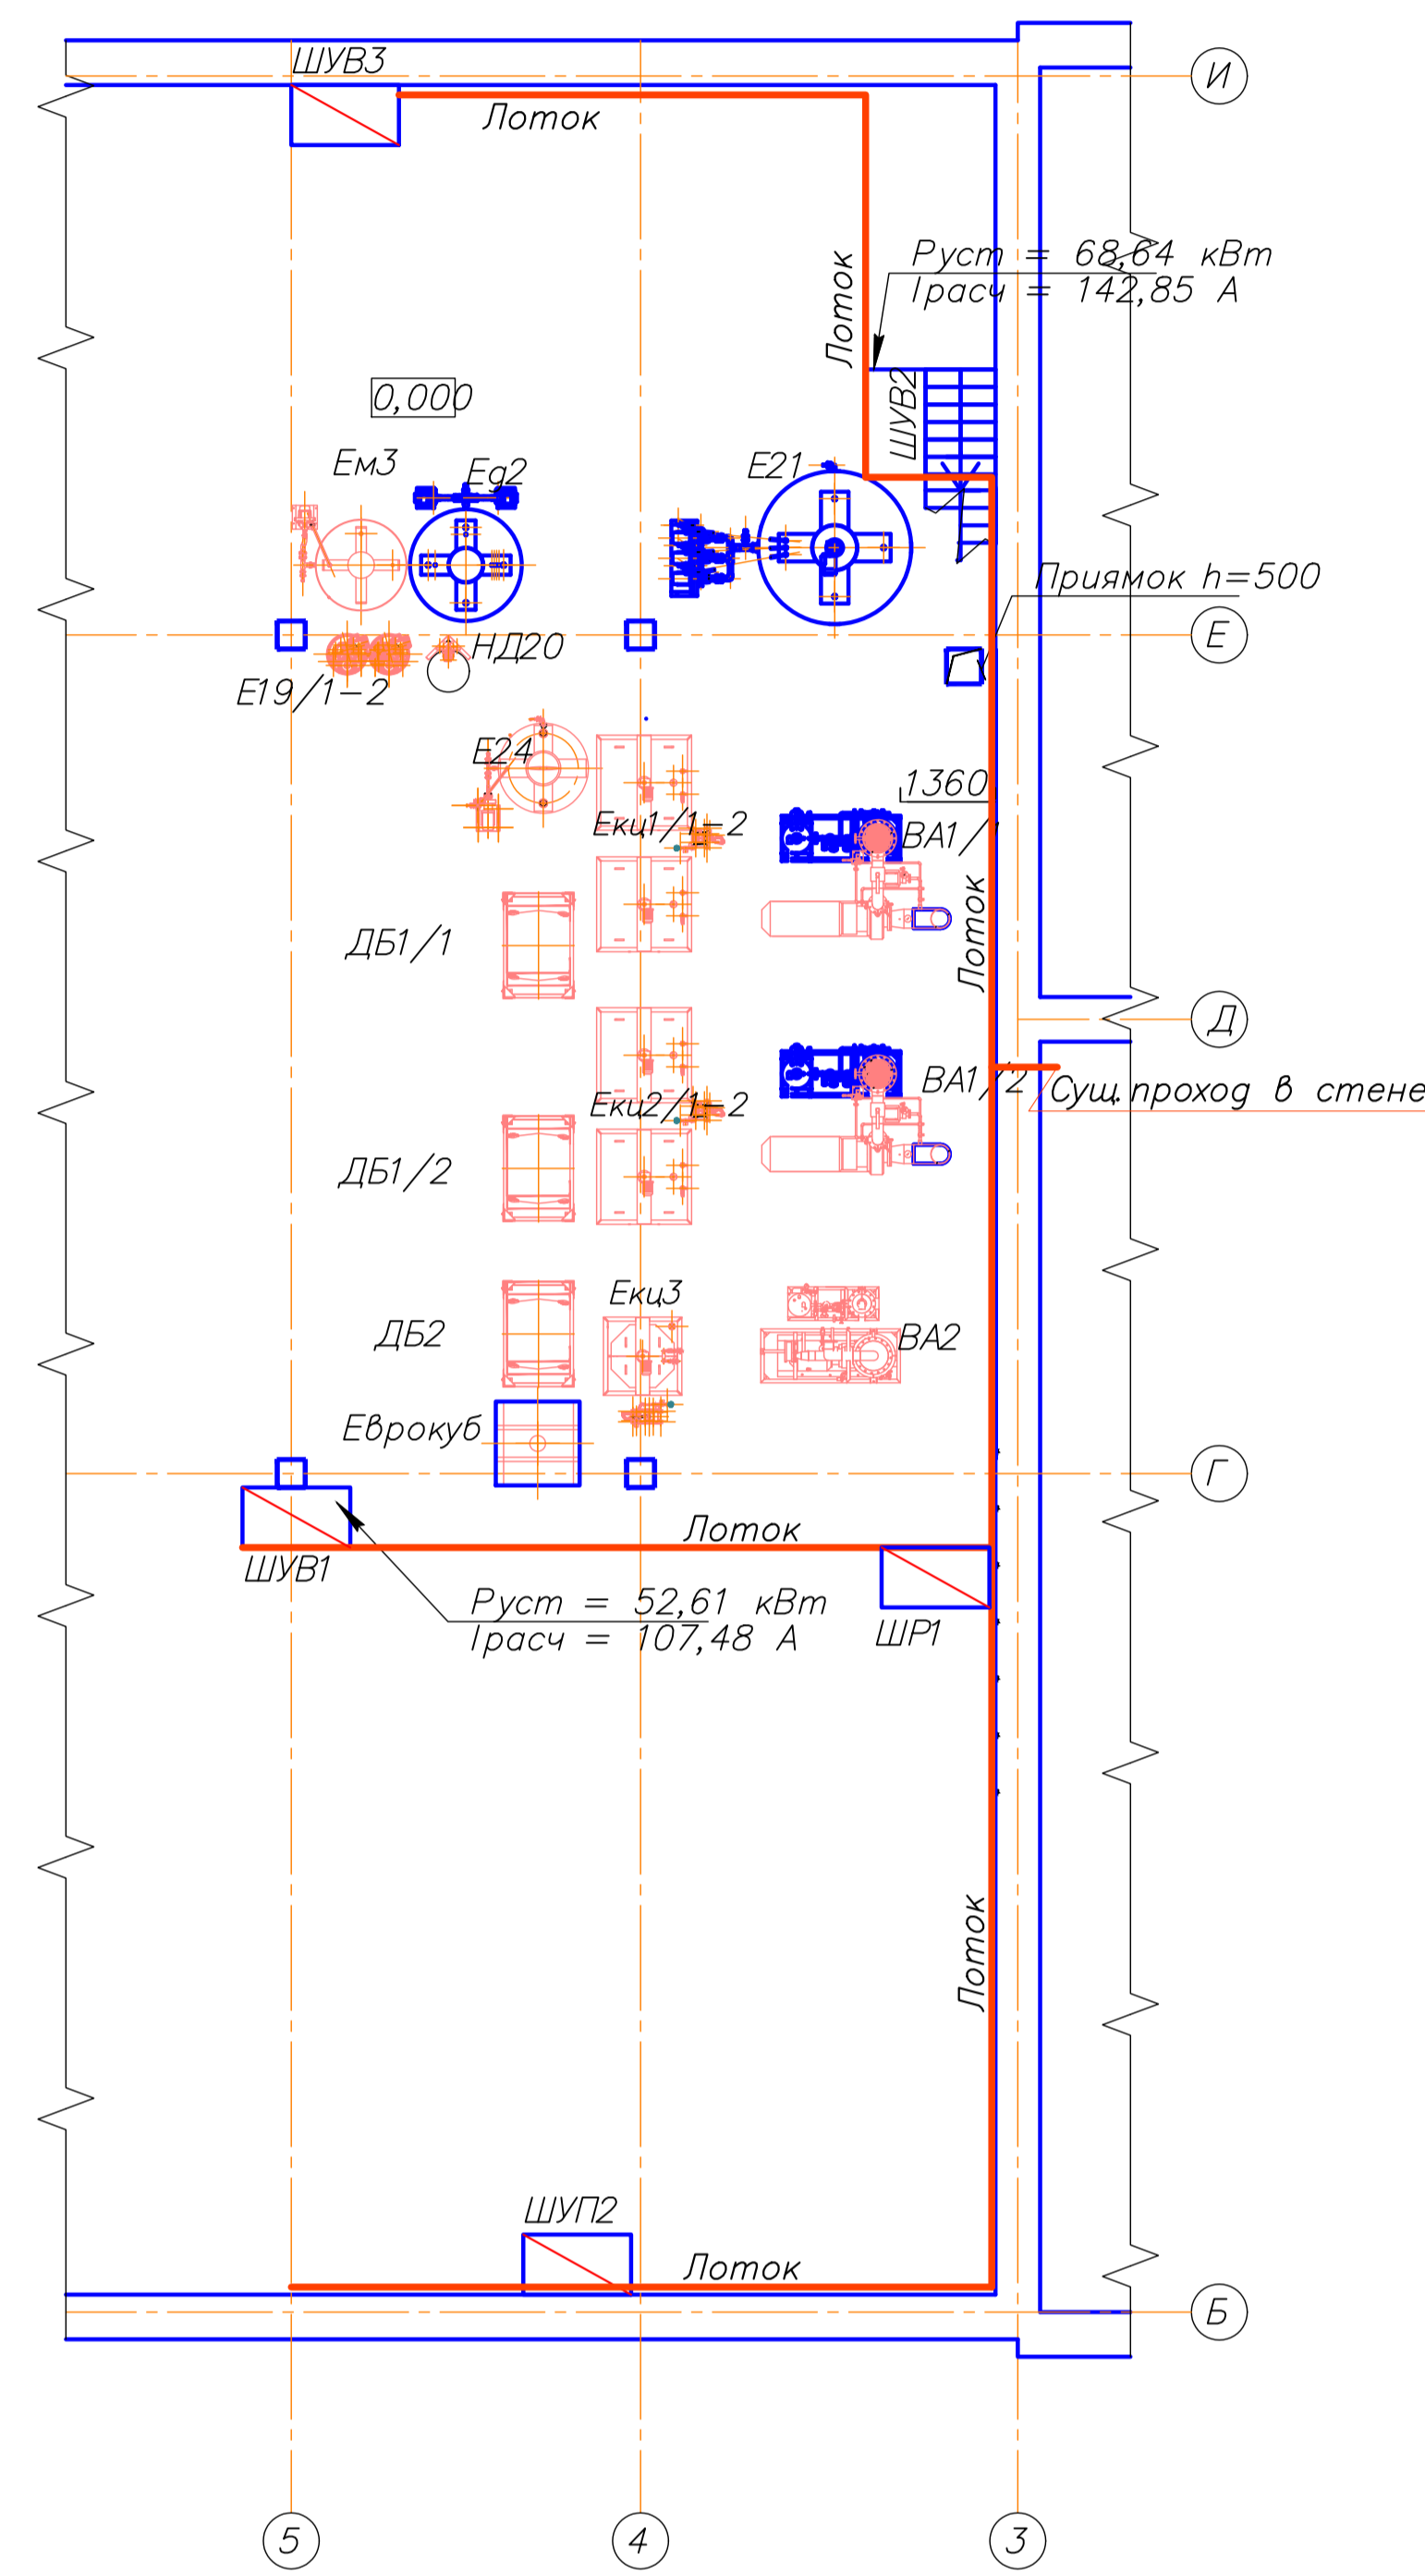 ШУВ3
И
Лоток
Руст = 68,64 кВт
Iрасч = 142,85 А
Лоток
ШУВ2
0,000
Ем3
Ед2
Е21
Приямок h=500
НД20
Е
Е19/1-2
Е24
1360
Екц1/1-2
ВА1/1
Лоток
ДБ1/1
Д
ВА1/2
Сущ.проход в стене
Екц2/1-2
ДБ1/2
Екц3
ДБ2
ВА2
Еврокуб
Г
Лоток
ШУВ1
Руст = 52,61 кВт
Iрасч = 107,48 А
ШР1
Лоток
ШУП2
Лоток
Б
5
4
3